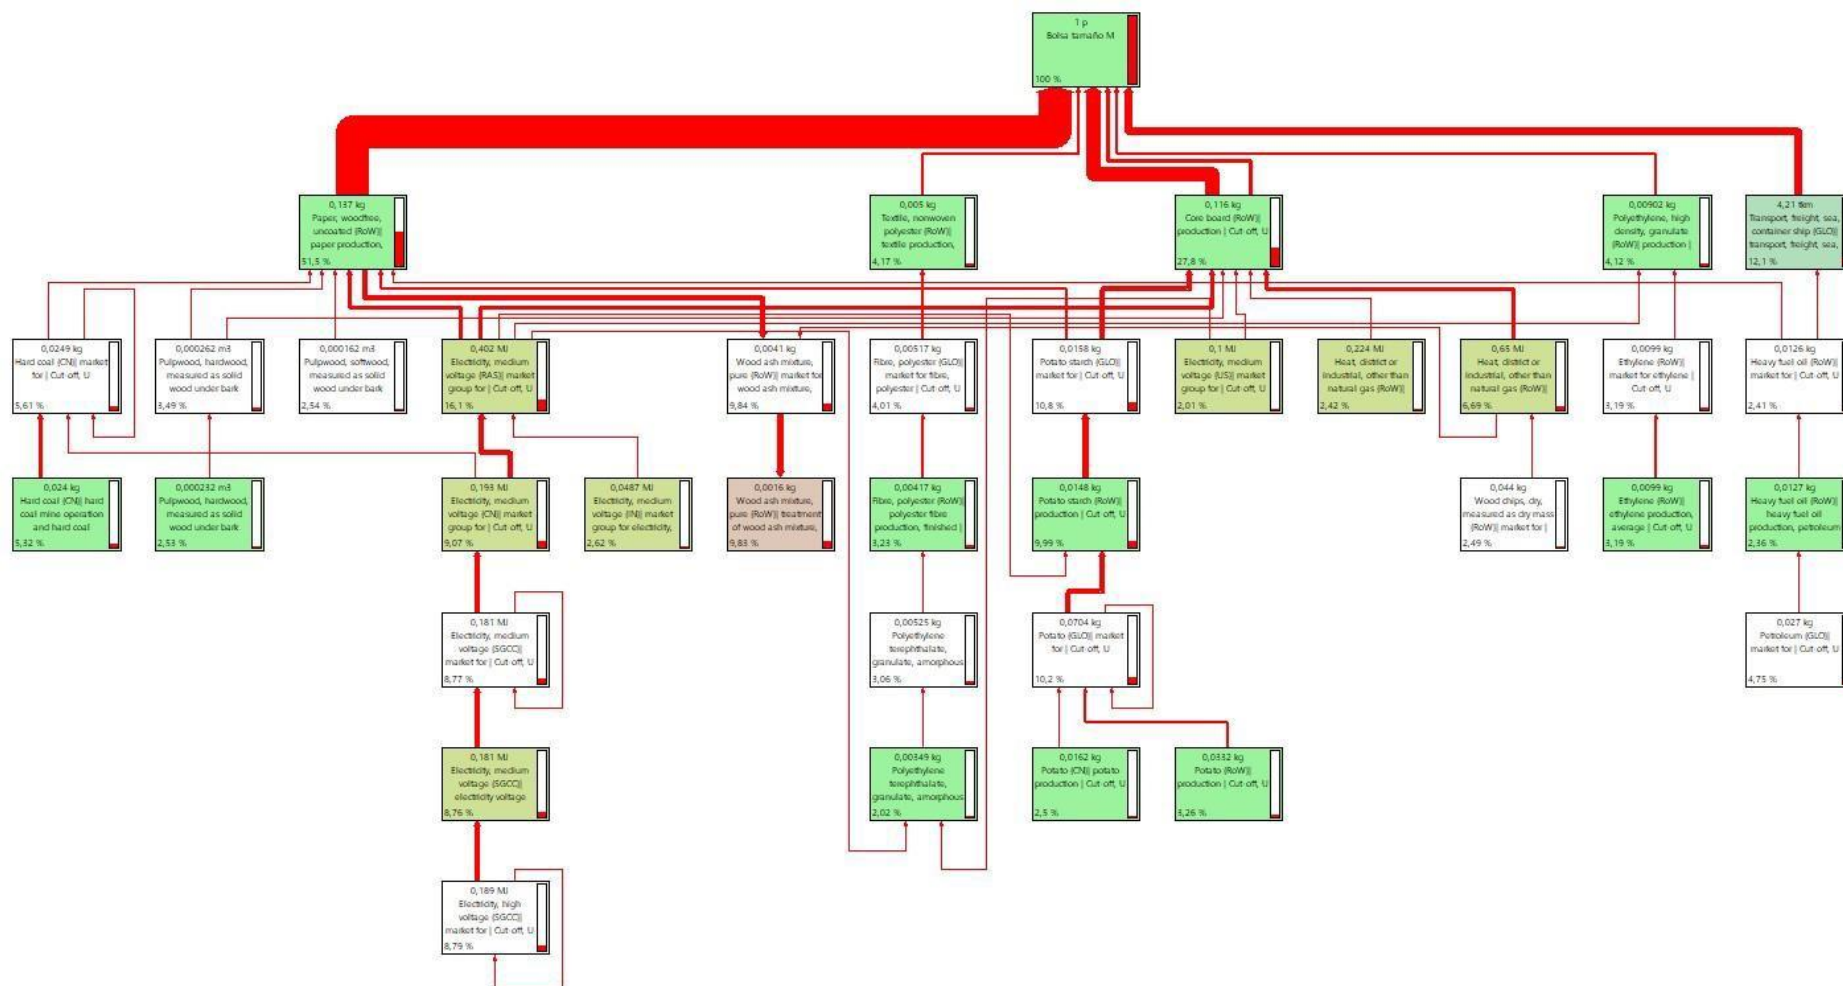 1 p
Bolsa tamaño M
100 %
0,137 kg
Paper, woodfree,
uncoated {RoW}|
paper production,
51,5 %
0,005 kg
Textile, nonwoven
polyester {RoW}|
textile production,
4,17 %
0,116 kg
Core board {RoW}|
production | Cut-off, U
27,8 %
0,00902 kg
Polyethylene, high
density, granulate
{RoW}| production |
4,12 %
4,21 tkm
Transport, freight, sea,
container ship {GLO}|
transport, freight, sea,
12,1 %
0,0249 kg
Hard coal {CN}| market
for | Cut-off, U
5,61 %
0,000262 m3
Pulpwood, hardwood,
measured as solid
wood under bark
3,49 %
0,000162 m3
Pulpwood, softwood,
measured as solid
wood under bark
2,54 %
0,402 MJ
Electricity, medium
voltage {RAS}| market
group for | Cut-off, U
16,1 %
0,0041 kg
Wood ash mixture,
pure {RoW}| market for
wood ash mixture,
9,84 %
0,00517 kg
Fibre, polyester {GLO}|
market for fibre,
polyester | Cut-off, U
4,01 %
0,0158 kg
Potato starch {GLO}|
market for | Cut-off, U
10,8 %
0,1 MJ
Electricity, medium
voltage {US}| market
group for | Cut-off, U
2,01 %
0,224 MJ
Heat, district or
industrial, other than
natural gas {RoW}|
2,42 %
0,65 MJ
Heat, district or
industrial, other than
natural gas {RoW}|
6,69 %
0,0099 kg
Ethylene {RoW}|
market for ethylene |
Cut-off, U
3,19 %
0,0126 kg
Heavy fuel oil {RoW}|
market for | Cut-off, U
2,41 %
0,024 kg
Hard coal {CN}| hard
coal mine operation
and hard coal
5,32 %
0,000232 m3
Pulpwood, hardwood,
measured as solid
wood under bark
2,53 %
0,193 MJ
Electricity, medium
voltage {CN}| market
group for | Cut-off, U
9,07 %
0,0487 MJ
Electricity, medium
voltage {IN}| market
group for electricity,
2,62 %
0,0016 kg
Wood ash mixture,
pure {RoW}| treatment
of wood ash mixture,
9,83 %
0,00417 kg
Fibre, polyester {RoW}|
polyester fibre
production, finished |
3,23 %
0,0148 kg
Potato starch {RoW}|
production | Cut-off, U
9,99 %
0,044 kg
Wood chips, dry,
measured as dry mass
{RoW}| market for |
2,49 %
0,0099 kg
Ethylene {RoW}|
ethylene production,
average | Cut-off, U
3,19 %
0,0127 kg
Heavy fuel oil {RoW}|
heavy fuel oil
production, petroleum
2,36 %
0,181 MJ
Electricity, medium
voltage {SGCC}|
market for | Cut-off, U
8,77 %
0,00525 kg
Polyethylene
terephthalate,
granulate, amorphous
3,06 %
0,0704 kg
Potato {GLO}| market
for | Cut-off, U
10,2 %
0,027 kg
Petroleum {GLO}|
market for | Cut-off, U
4,75 %
0,181 MJ
Electricity, medium
voltage {SGCC}|
electricity voltage
8,76 %
0,00349 kg
Polyethylene
terephthalate,
granulate, amorphous
2,02 %
0,0162 kg
Potato {CN}| potato
production | Cut-off, U
2,5 %
0,0332 kg
Potato {RoW}|
production | Cut-off, U
3,26 %
0,189 MJ
Electricity, high
voltage {SGCC}|
market for | Cut-off, U
8,79 %